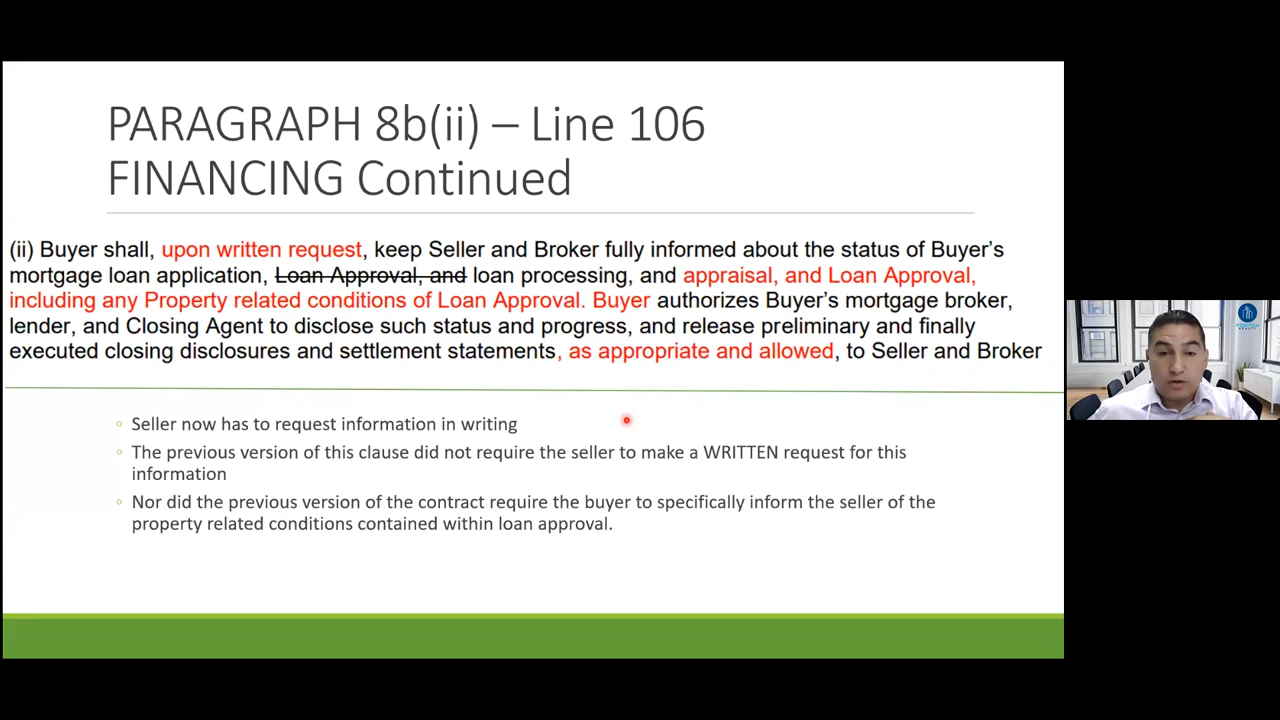 PARAGRAPH 8b(ii) – Line 106
FINANCING Continued
(ii) Buyer shall, upon written request, keep Seller and Broker fully informed about the status of Buyer's
mortgage loan application, Loan Approval, and loan processing, and appraisal, and Loan Approval,
including any Property related conditions of Loan Approval. Buyer authorizes Buyer's mortgage broker,
lender, and Closing Agent to disclose such status and progress, and release preliminary and finally
executed closing disclosures and settlement statements, as appropriate and allowed, to Seller and Broker
Seller now has to request information in writing
The previous version of this clause did not require the seller to make a WRITTEN request for this
information
Nor did the previous version of the contract require the buyer to specifically inform the seller of the
property related conditions contained within loan approval.